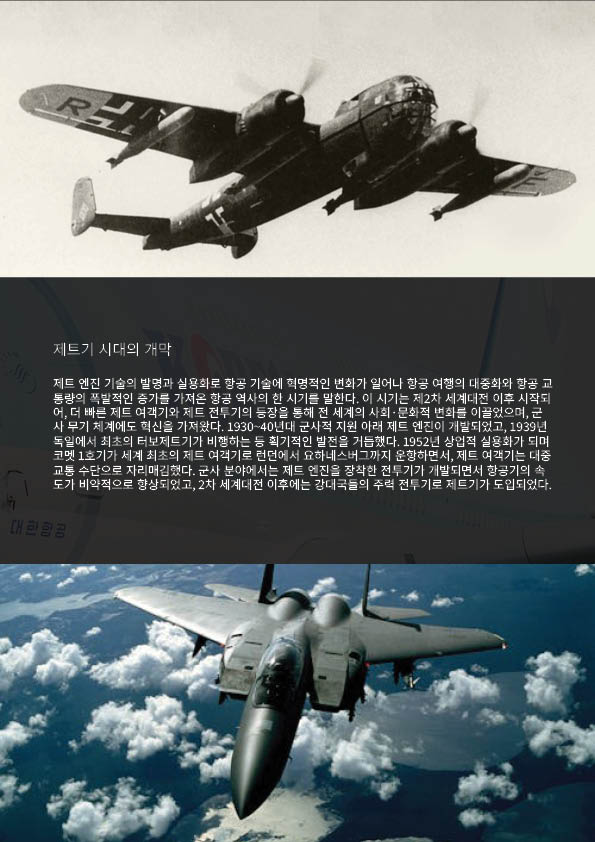 R
제트기 시대의 개막
제트 엔진 기술의 발명과 실용화로 항공 기술에 혁명적인 변화가 일어나 항공 여행의 대중화와 항공 교
통량의 폭발적인 증가를 가져온 항공 역사의 한 시기를 말한다. 이 시기는 제2차 세계대전 이후 시작되
어, 더 빠른 제트 여객기와 제트 전투기의 등장을 통해 전 세계의 사회·문화적 변화를 이끌었으며, 군
사 무기 체계에도 혁신을 가져왔다. 1930~40년대 군사적 지원 아래 제트 엔진이 개발되었고, 1939년
독일에서 최초의 터보제트기가 비행하는 등 획기적인 발전을 거듭했다. 1952년 상업적 실용화가 되며
코멧 1호기가 세계 최초의 제트 여객기로 런던에서 요하네스버그까지 운항하면서, 제트 여객기는 대중
교통 수단으로 자리매김했다. 군사 분야에서는 제트 엔진을 장착한 전투기가 개발되면서 항공기의 속
도가 비약적으로 향상되었고, 2차 세계대전 이후에는 강대국들의 주력 전투기로 제트기가 도입되었다.
대한항공